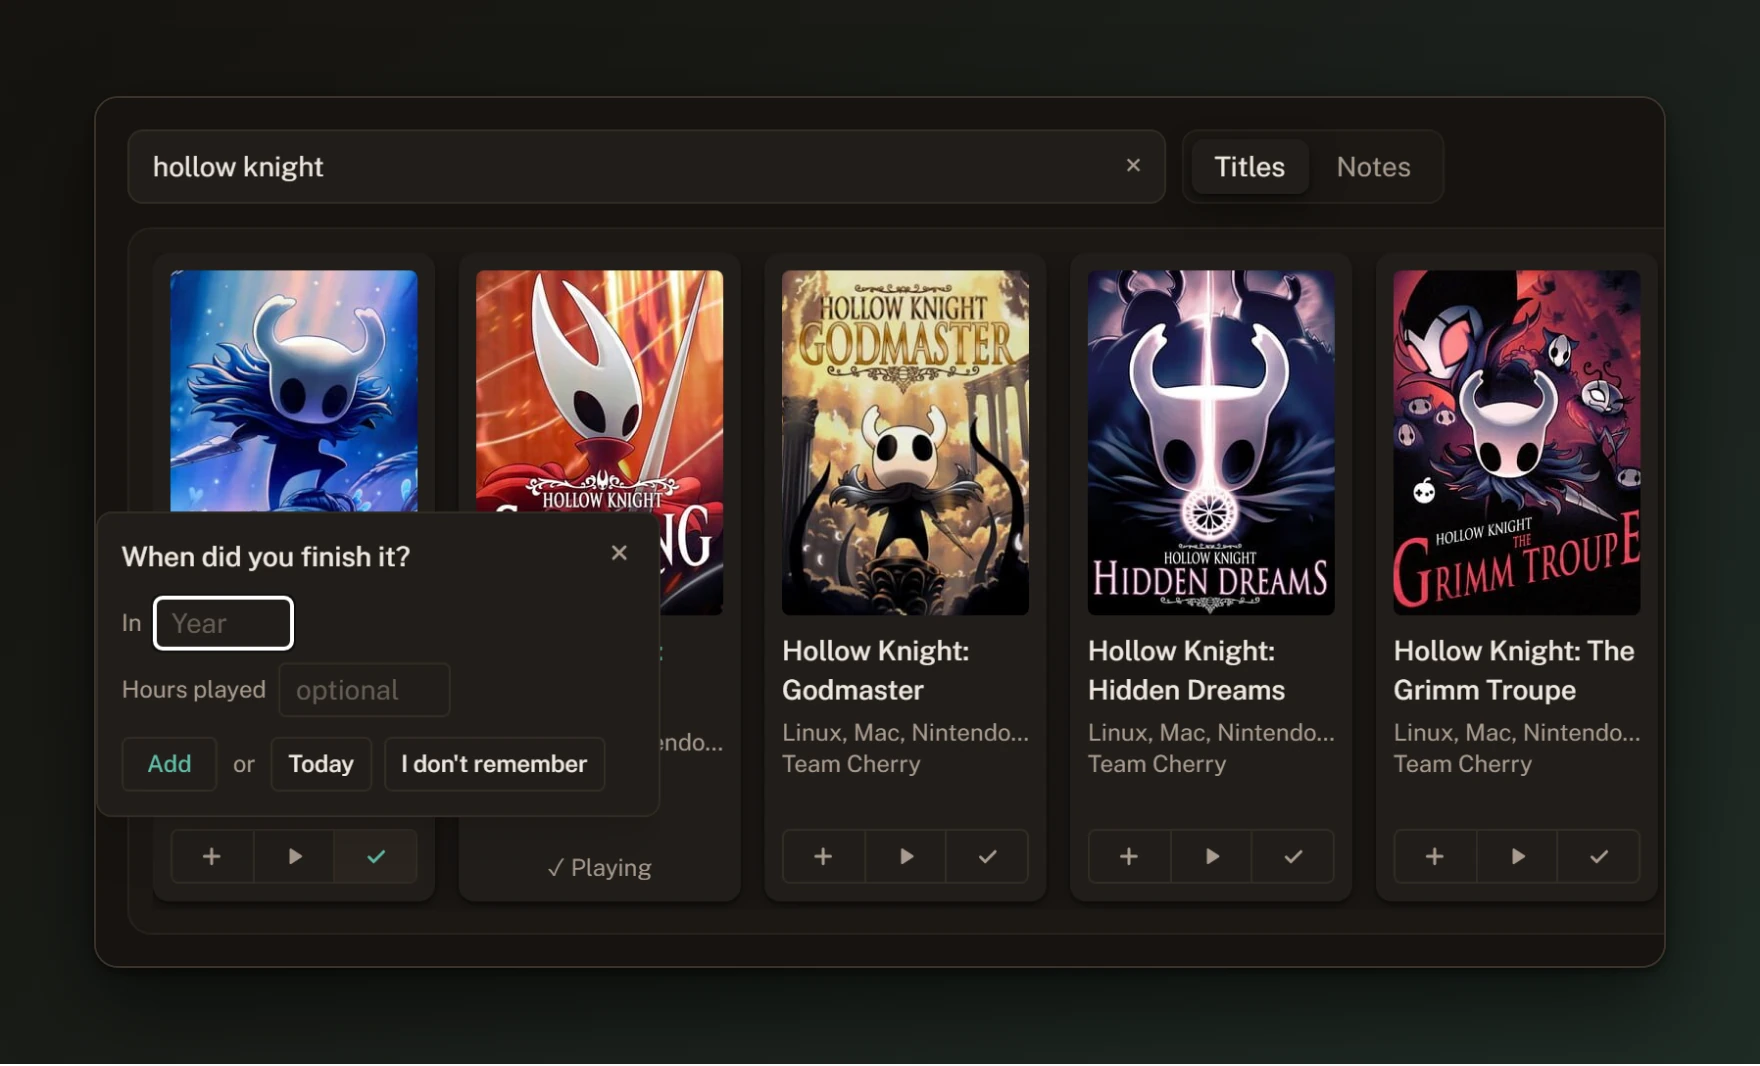 hollow knight
Titles
Notes
HOLLOW KNIGHT
NG
HOLLOW KNIGHT
GODMASTER
HOLLOW KNIGHT
HIDDEN DREAMS
HOLLOW KNIGHT
THE
GRIMM TROUPE
When did you finish it?
In Year
Hours played optional
Add or Today I don't remember
endo...
✓ Playing
Hollow Knight:
Godmaster
Linux, Mac, Nintendo...
Team Cherry
Hollow Knight:
Hidden Dreams
Linux, Mac, Nintendo...
Team Cherry
Hollow Knight: The
Grimm Troupe
Linux, Mac, Nintendo...
Team Cherry